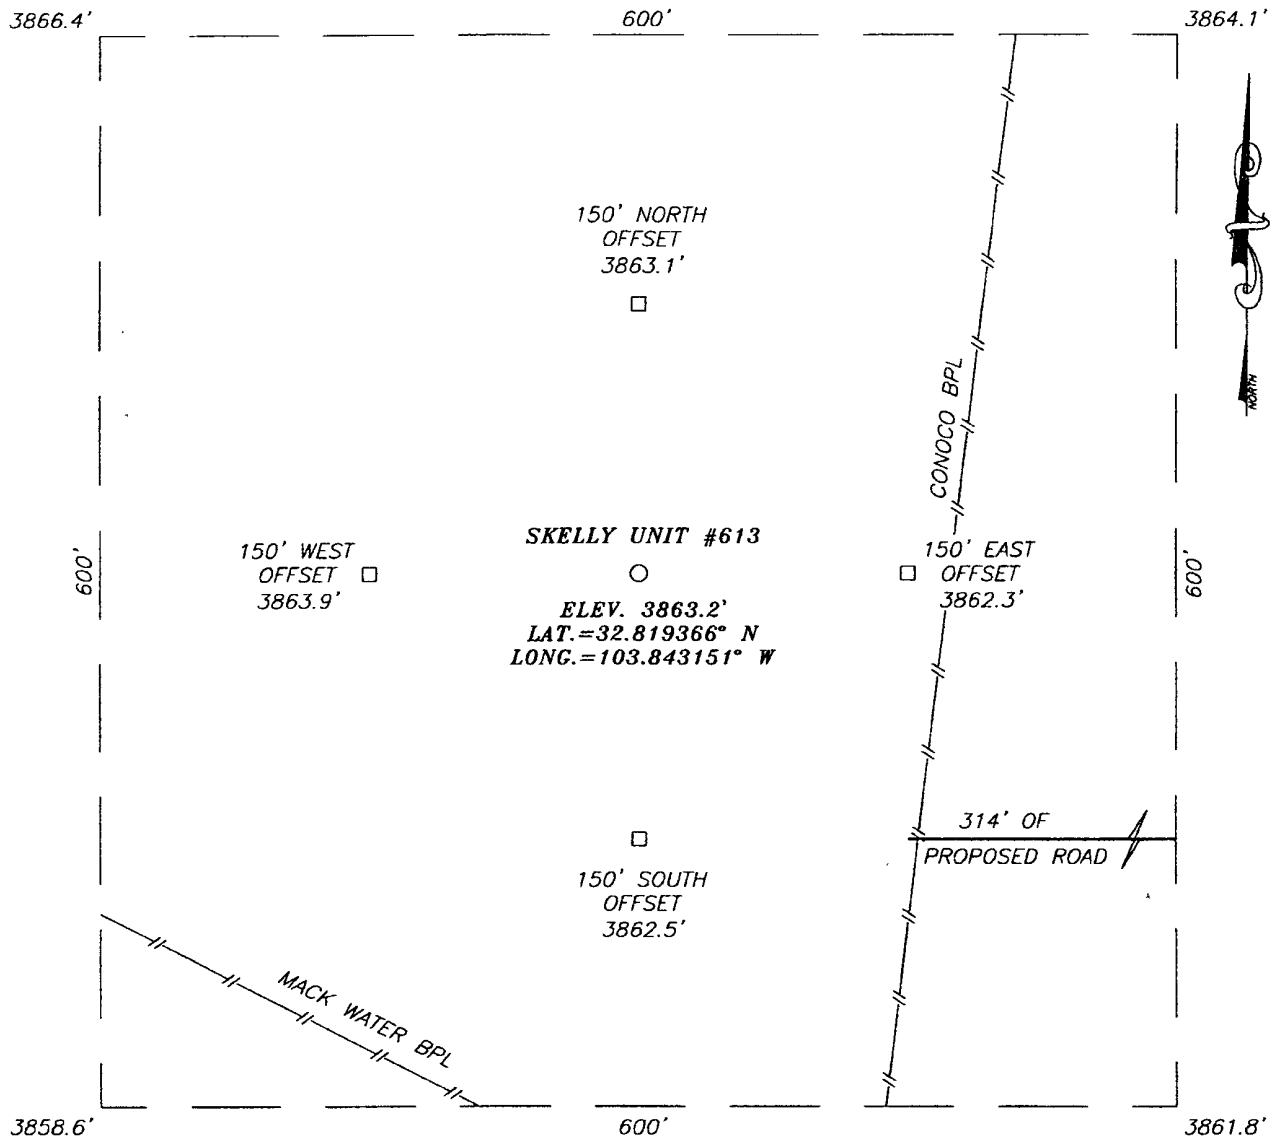 3866.4'
600'
3864.1'
150' NORTH
OFFSET
3863.1'
NORTH
CONOCO BPL
600'
150' WEST
OFFSET
3863.9'
SKELLY UNIT #613
ELEV. 3863.2'
LAT.=32.819366° N
LONG.=103.843151° W
150' EAST
OFFSET
3862.3'
600'
314' OF
PROPOSED ROAD
150' SOUTH
OFFSET
3862.5'
MACK WATER BPL
3858.6'
600'
3861.8'